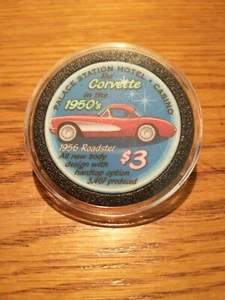 PALACE STATION HOTEL • CASINO
Corvette
in the
1950's
1956 Roadster
$3
All new body
design with
hardtop option
3,467 produced